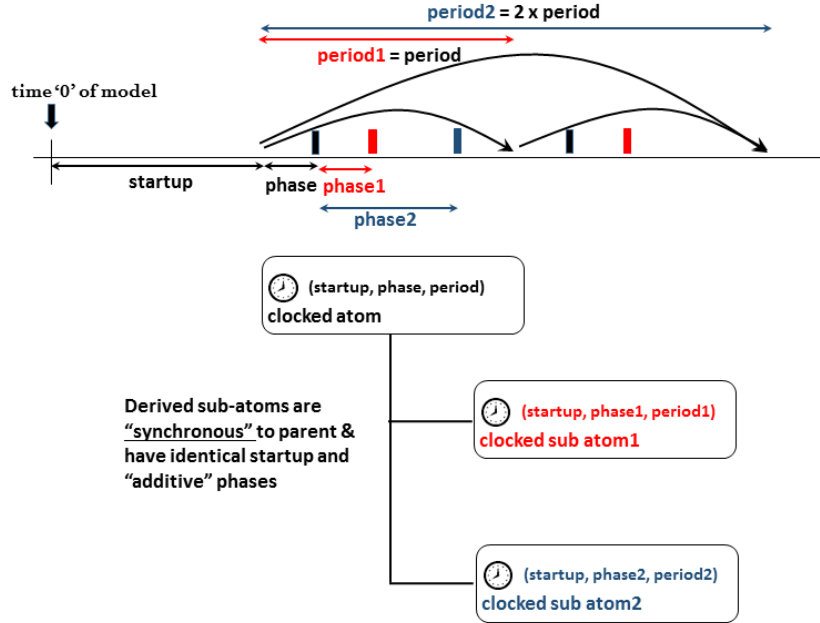 period2 = 2 x period
period1 = period
time ‘0’ of model
startup
phase
phase1
phase2
(startup, phase, period)
clocked atom
Derived sub-atoms are
“synchronous” to parent &
have identical startup and
“additive” phases
(startup, phase1, period1)
clocked sub atom1
(startup, phase2, period2)
clocked sub atom2